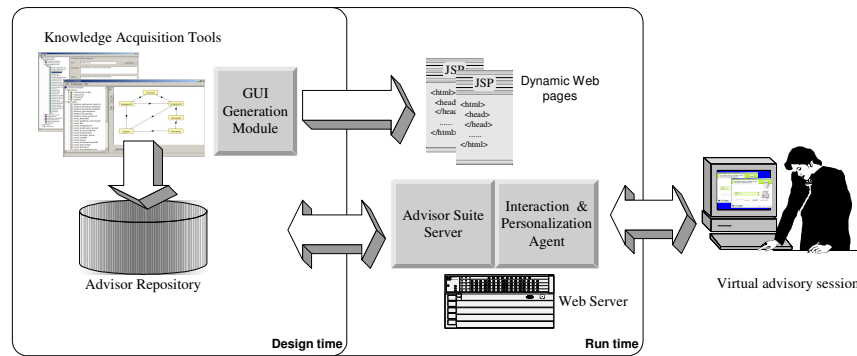 Knowledge Acquisition Tools
GUI
Generation
Module
JSP
JSP
<html>
<head
</head
......
</html
<html>
<head>
</head>
......
</html>
Dynamic Web
pages
Advisor Repository
Advisor Suite
Server
Interaction &
Personalization
Agent
Web Server
Virtual advisory session
Design time
Run time